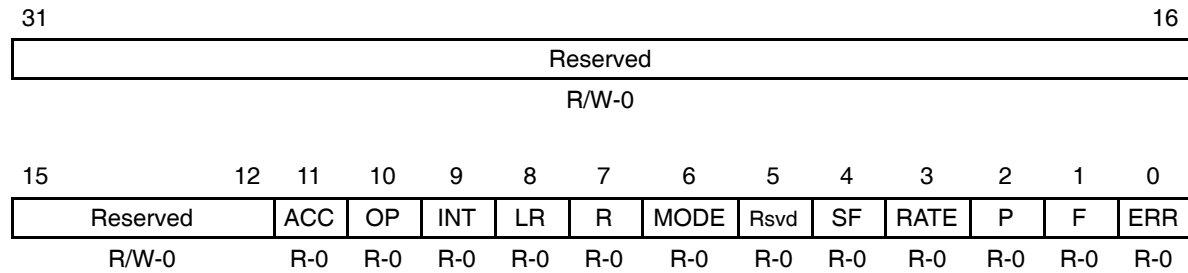 31 16
Reserved
R/W-0
15 12 11 10 9 8 7 6 5 4 3 2 1 0
Reserved ACC OP INT LR R MODE Rsvd SF RATE P F ERR
R/W-0 R-0 R-0 R-0 R-0 R-0 R-0 R-0 R-0 R-0 R-0 R-0 R-0